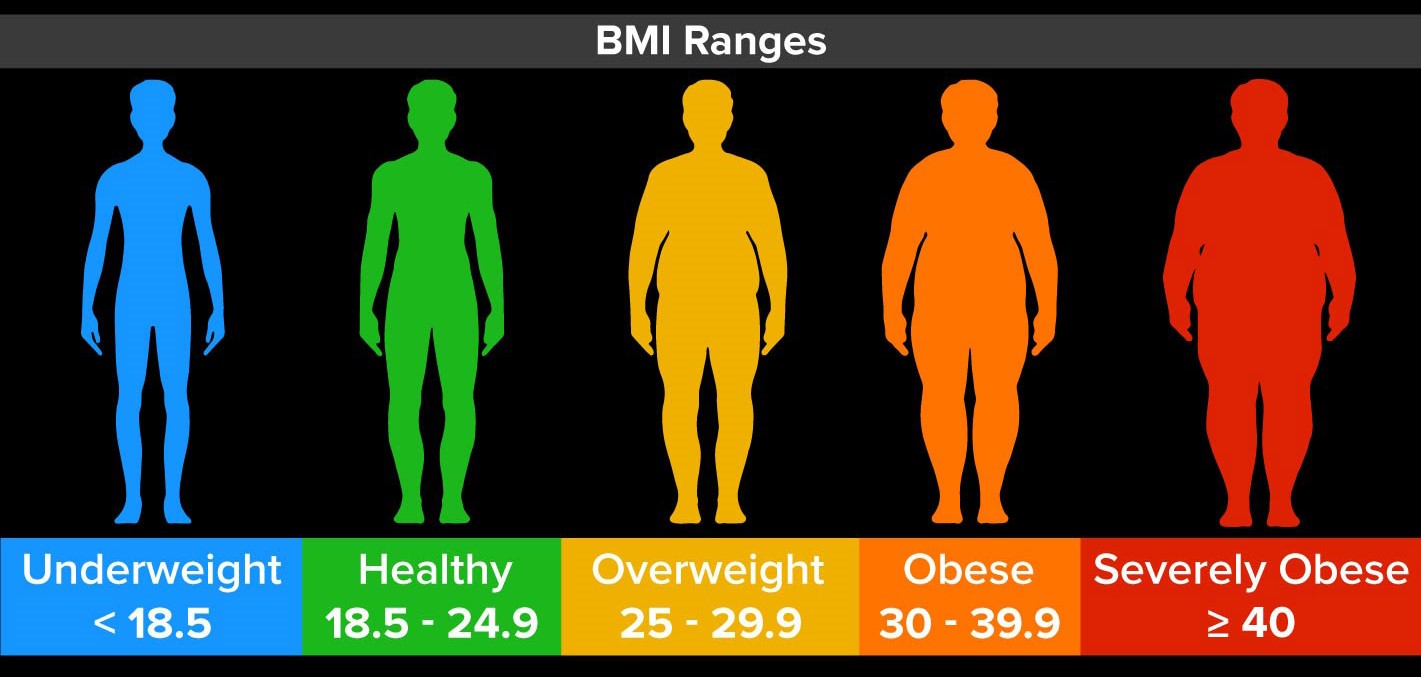 BMI Ranges
Underweight
< 18.5
Healthy
18.5 - 24.9
Overweight
25 - 29.9
Obese
30 - 39.9
Severely Obese
≥ 40